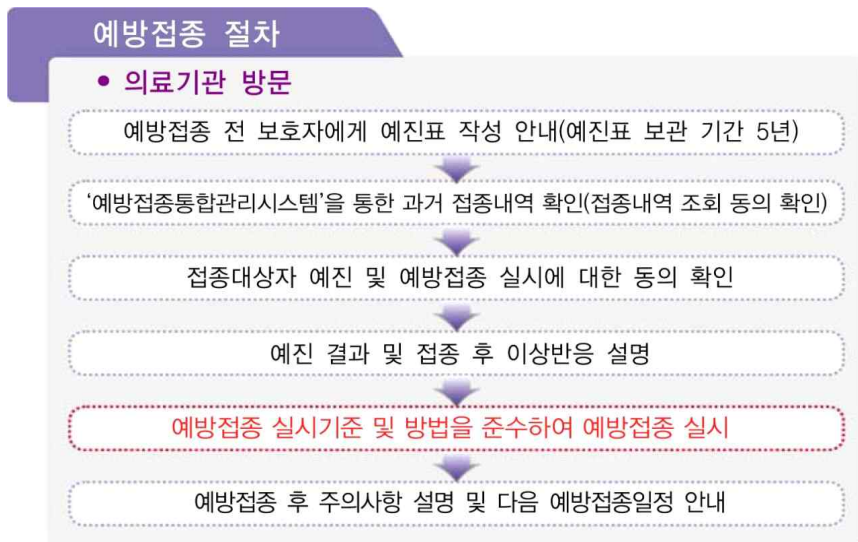 예방접종 절차
• 의료기관 방문
예방접종 전 보호자에게 예진표 작성 안내(예진표 보관 기간 5년)
‘예방접종통합관리시스템’을 통한 과거 접종내역 확인(접종내역 조회 동의 확인)
접종대상자 예진 및 예방접종 실시에 대한 동의 확인
예진 결과 및 접종 후 이상반응 설명
예방접종 실시기준 및 방법을 준수하여 예방접종 실시
예방접종 후 주의사항 설명 및 다음 예방접종일정 안내